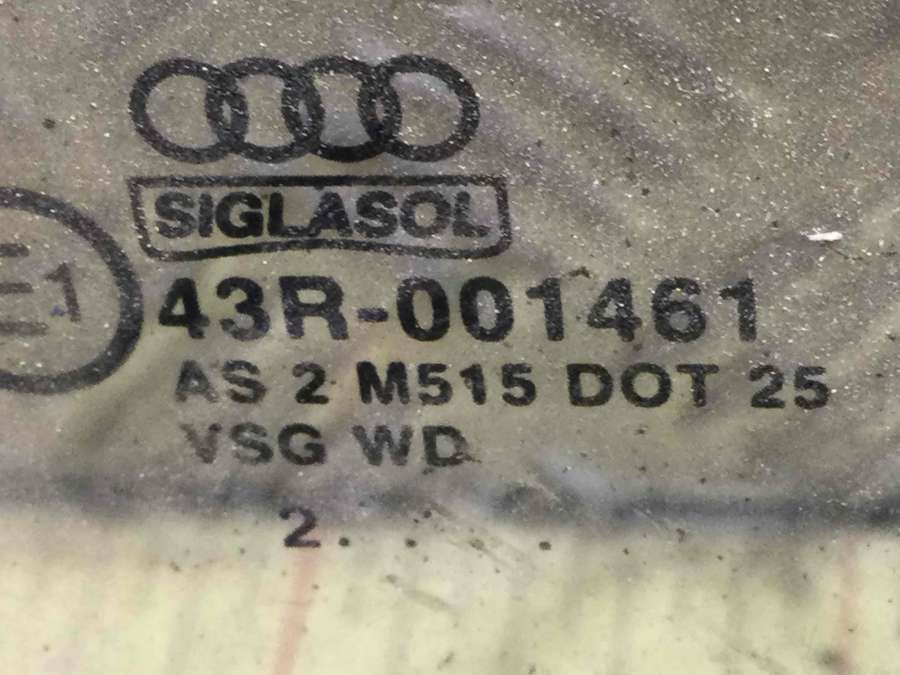 SIGLASOL
E1
43R-001461
AS 2 M515 DOT 25
VSG WD
2. . . .